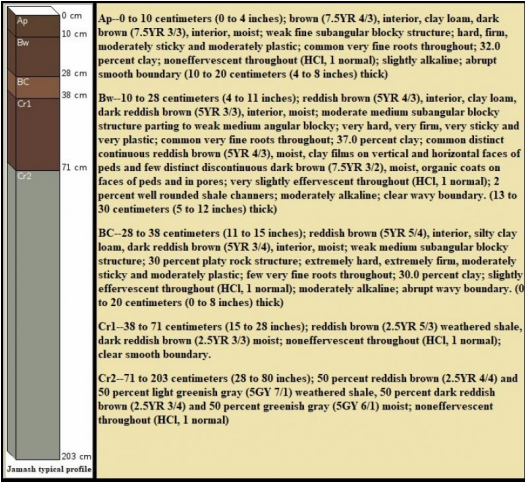 0 cm
Ap
10 cm
Bw
28 cm
BC
38 cm
Cr1
71 cm
Cr2
203 cm
Jamash typical profile
Ap--0 to 10 centimeters (0 to 4 inches); brown (7.5YR 4/3), interior, clay loam, dark
brown (7.5YR 3/3), interior, moist; weak fine subangular blocky structure; hard, firm,
moderately sticky and moderately plastic; common very fine roots throughout; 32.0
percent clay; noneffervescent throughout (HCl, 1 normal); slightly alkaline; abrupt
smooth boundary (10 to 20 centimeters (4 to 8 inches) thick)
Bw--10 to 28 centimeters (4 to 11 inches); reddish brown (5YR 4/3), interior, clay loam,
dark reddish brown (5YR 3/3), interior, moist; moderate medium subangular blocky
structure parting to weak medium angular blocky; very hard, very firm, very sticky and
very plastic; common very fine roots throughout; 37.0 percent clay; common distinct
continuous reddish brown (5YR 4/3), moist, clay films on vertical and horizontal faces of
peds and few distinct discontinuous dark brown (7.5YR 3/2), moist, organic coats on
faces of peds and in pores; very slightly effervescent throughout (HCl, 1 normal); 2
percent well rounded shale channers; moderately alkaline; clear wavy boundary. (13 to
30 centimeters (5 to 12 inches) thick)
BC--28 to 38 centimeters (11 to 15 inches); reddish brown (5YR 5/4), interior, silty clay
loam, dark reddish brown (5YR 3/4), interior, moist; weak medium subangular blocky
structure; 30 percent platy rock structure; extremely hard, extremely firm, moderately
sticky and moderately plastic; few very fine roots throughout; 30.0 percent clay; slightly
effervescent throughout (HCl, 1 normal); moderately alkaline; abrupt wavy boundary. (0
to 20 centimeters (0 to 8 inches) thick)
Cr1--38 to 71 centimeters (15 to 28 inches); reddish brown (2.5YR 5/3) weathered shale,
dark reddish brown (2.5YR 3/3) moist; noneffervescent throughout (HCl, 1 normal);
clear smooth boundary.
Cr2--71 to 203 centimeters (28 to 80 inches); 50 percent reddish brown (2.5YR 4/4) and
50 percent light greenish gray (5GY 7/1) weathered shale, 50 percent dark reddish
brown (2.5YR 3/4) and 50 percent greenish gray (5GY 6/1) moist; noneffervescent
throughout (HCl, 1 normal)